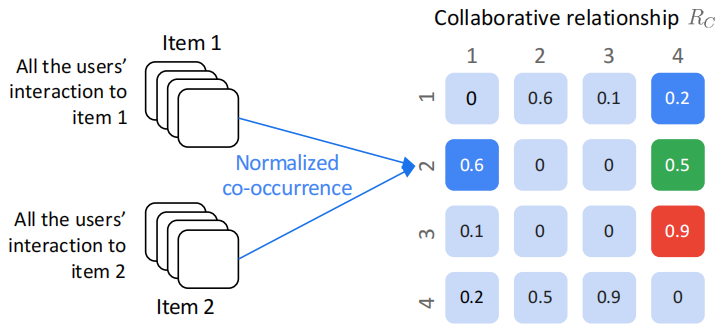 Collaborative relationship R_C
Item 1
All the users'
interaction to
item 1
Normalized
co-occurrence
All the users'
interaction to
item 2
Item 2
1 2 3 4
1 0 0.6 0.1 0.2
2 0.6 0 0 0.5
3 0.1 0 0 0.9
4 0.2 0.5 0.9 0